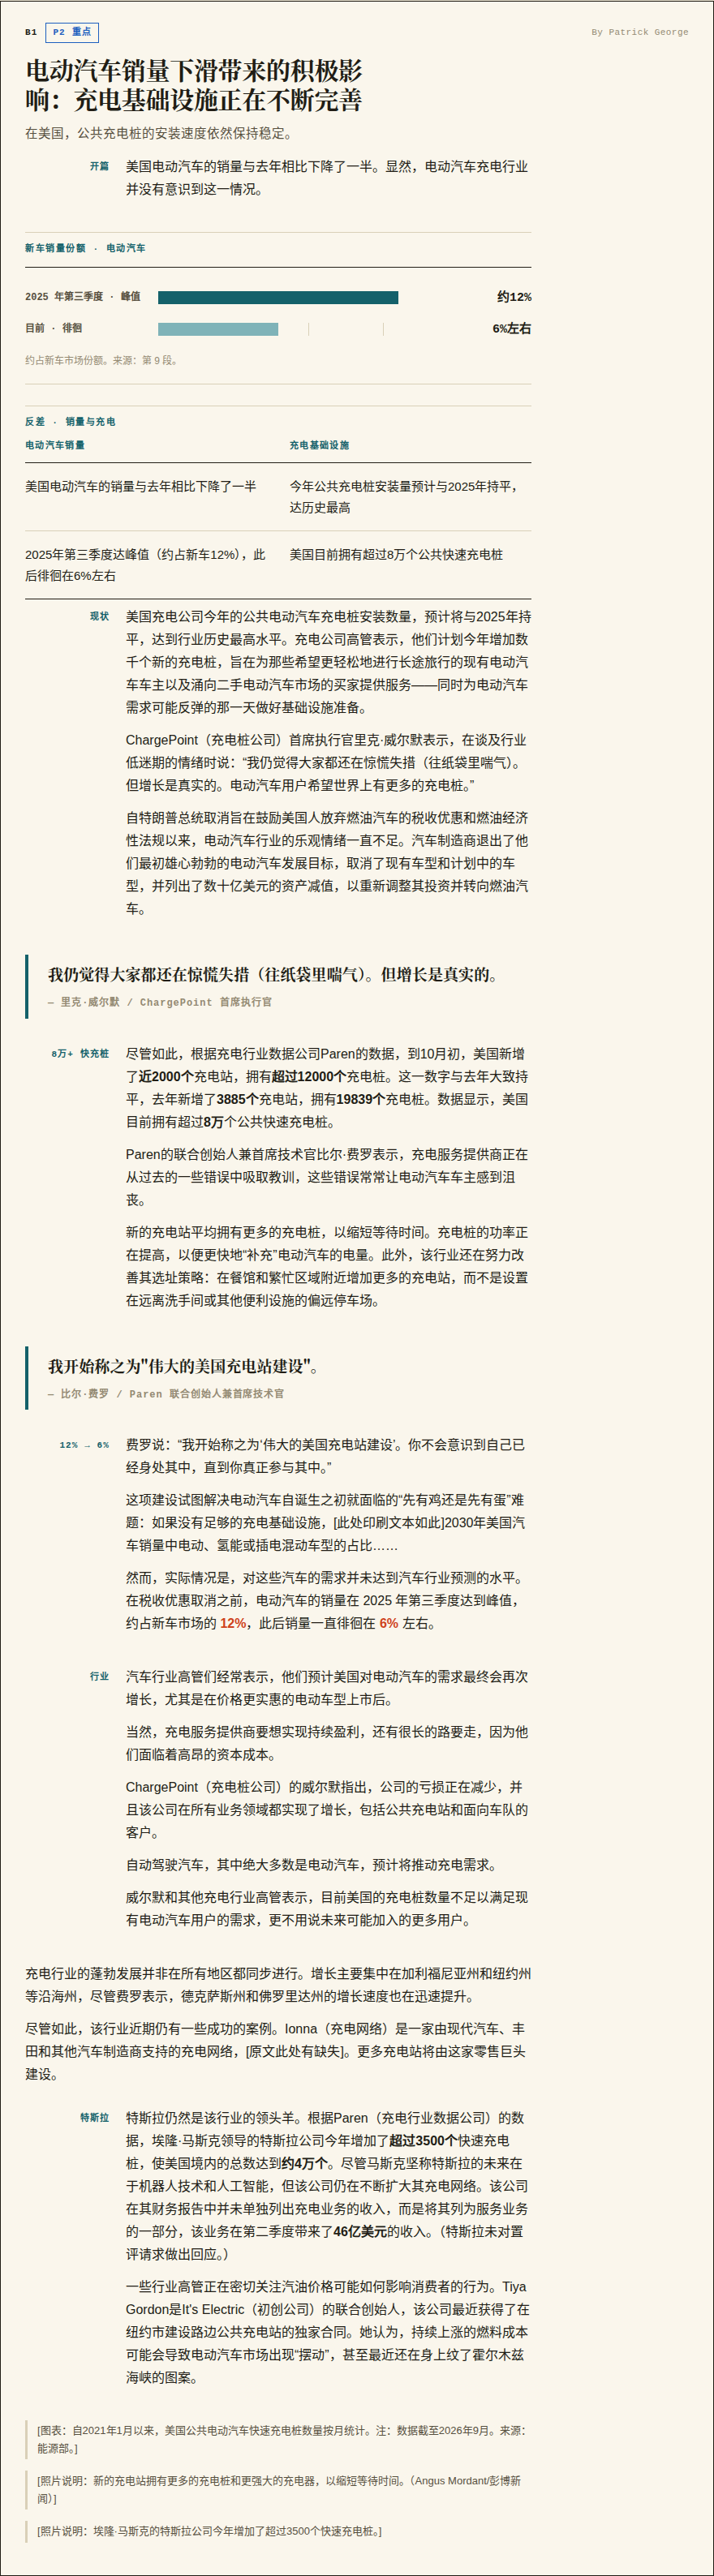 B1 P2 重点
By Patrick George
电动汽车销量下滑带来的积极影
响：充电基础设施正在不断完善
在美国，公共充电桩的安装速度依然保持稳定。
开篇
美国电动汽车的销量与去年相比下降了一半。显然，电动汽车充电行业
并没有意识到这一情况。
新车销量份额 · 电动汽车
2025 年第三季度 · 峰值
约12%
目前 · 徘徊
6%左右
约占新车市场份额。来源：第 9 段。
反差 · 销量与充电
电动汽车销量
充电基础设施
美国电动汽车的销量与去年相比下降了一半
今年公共充电桩安装量预计与2025年持平，
达历史最高
2025年第三季度达峰值（约占新车12%），此
后徘徊在6%左右
美国目前拥有超过8万个公共快速充电桩
现状
美国充电公司今年的公共电动汽车充电桩安装数量，预计将与2025年持
平，达到行业历史最高水平。充电公司高管表示，他们计划今年增加数
千个新的充电桩，旨在为那些希望更轻松地进行长途旅行的现有电动汽
车车主以及涌向二手电动汽车市场的买家提供服务——同时为电动汽车
需求可能反弹的那一天做好基础设施准备。
ChargePoint（充电桩公司）首席执行官里克·威尔默表示，在谈及行业
低迷期的情绪时说：“我仍觉得大家都还在惊慌失措（往纸袋里喘气）。
但增长是真实的。电动汽车用户希望世界上有更多的充电桩。”
自特朗普总统取消旨在鼓励美国人放弃燃油汽车的税收优惠和燃油经济
性法规以来，电动汽车行业的乐观情绪一直不足。汽车制造商退出了他
们最初雄心勃勃的电动汽车发展目标，取消了现有车型和计划中的车
型，并列出了数十亿美元的资产减值，以重新调整其投资并转向燃油汽
车。
我仍觉得大家都还在惊慌失措（往纸袋里喘气）。但增长是真实的。
— 里克·威尔默 / ChargePoint 首席执行官
8万+ 快充桩
尽管如此，根据充电行业数据公司Paren的数据，到10月初，美国新增
了近2000个充电站，拥有超过12000个充电桩。这一数字与去年大致持
平，去年新增了3885个充电站，拥有19839个充电桩。数据显示，美国
目前拥有超过8万个公共快速充电桩。
Paren的联合创始人兼首席技术官比尔·费罗表示，充电服务提供商正在
从过去的一些错误中吸取教训，这些错误常常让电动汽车车主感到沮
丧。
新的充电站平均拥有更多的充电桩，以缩短等待时间。充电桩的功率正
在提高，以便更快地“补充”电动汽车的电量。此外，该行业还在努力改
善其选址策略：在餐馆和繁忙区域附近增加更多的充电站，而不是设置
在远离洗手间或其他便利设施的偏远停车场。
我开始称之为"伟大的美国充电站建设"。
— 比尔·费罗 / Paren 联合创始人兼首席技术官
12% → 6%
费罗说：“我开始称之为‘伟大的美国充电站建设’。你不会意识到自己已
经身处其中，直到你真正参与其中。”
这项建设试图解决电动汽车自诞生之初就面临的“先有鸡还是先有蛋”难
题：如果没有足够的充电基础设施，[此处印刷文本如此]2030年美国汽
车销量中电动、氢能或插电混动车型的占比……
然而，实际情况是，对这些汽车的需求并未达到汽车行业预测的水平。
在税收优惠取消之前，电动汽车的销量在 2025 年第三季度达到峰值，
约占新车市场的 12%，此后销量一直徘徊在 6% 左右。
行业
汽车行业高管们经常表示，他们预计美国对电动汽车的需求最终会再次
增长，尤其是在价格更实惠的电动车型上市后。
当然，充电服务提供商要想实现持续盈利，还有很长的路要走，因为他
们面临着高昂的资本成本。
ChargePoint（充电桩公司）的威尔默指出，公司的亏损正在减少，并
且该公司在所有业务领域都实现了增长，包括公共充电站和面向车队的
客户。
自动驾驶汽车，其中绝大多数是电动汽车，预计将推动充电需求。
威尔默和其他充电行业高管表示，目前美国的充电桩数量不足以满足现
有电动汽车用户的需求，更不用说未来可能加入的更多用户。
充电行业的蓬勃发展并非在所有地区都同步进行。增长主要集中在加利福尼亚州和纽约州
等沿海州，尽管费罗表示，德克萨斯州和佛罗里达州的增长速度也在迅速提升。
尽管如此，该行业近期仍有一些成功的案例。Ionna（充电网络）是一家由现代汽车、丰
田和其他汽车制造商支持的充电网络，[原文此处有缺失]。更多充电站将由这家零售巨头
建设。
特斯拉
特斯拉仍然是该行业的领头羊。根据Paren（充电行业数据公司）的数
据，埃隆·马斯克领导的特斯拉公司今年增加了超过3500个快速充电
桩，使美国境内的总数达到约4万个。尽管马斯克坚称特斯拉的未来在
于机器人技术和人工智能，但该公司仍在不断扩大其充电网络。该公司
在其财务报告中并未单独列出充电业务的收入，而是将其列为服务业务
的一部分，该业务在第二季度带来了46亿美元的收入。（特斯拉未对置
评请求做出回应。）
一些行业高管正在密切关注汽油价格可能如何影响消费者的行为。Tiya
Gordon是It's Electric（初创公司）的联合创始人，该公司最近获得了在
纽约市建设路边公共充电站的独家合同。她认为，持续上涨的燃料成本
可能会导致电动汽车市场出现“摆动”，甚至最近还在身上纹了霍尔木兹
海峡的图案。
[图表：自2021年1月以来，美国公共电动汽车快速充电桩数量按月统计。注：数据截至2026年9月。来源：
能源部。]
[照片说明：新的充电站拥有更多的充电桩和更强大的充电器，以缩短等待时间。（Angus Mordant/彭博新
闻）]
[照片说明：埃隆·马斯克的特斯拉公司今年增加了超过3500个快速充电桩。]